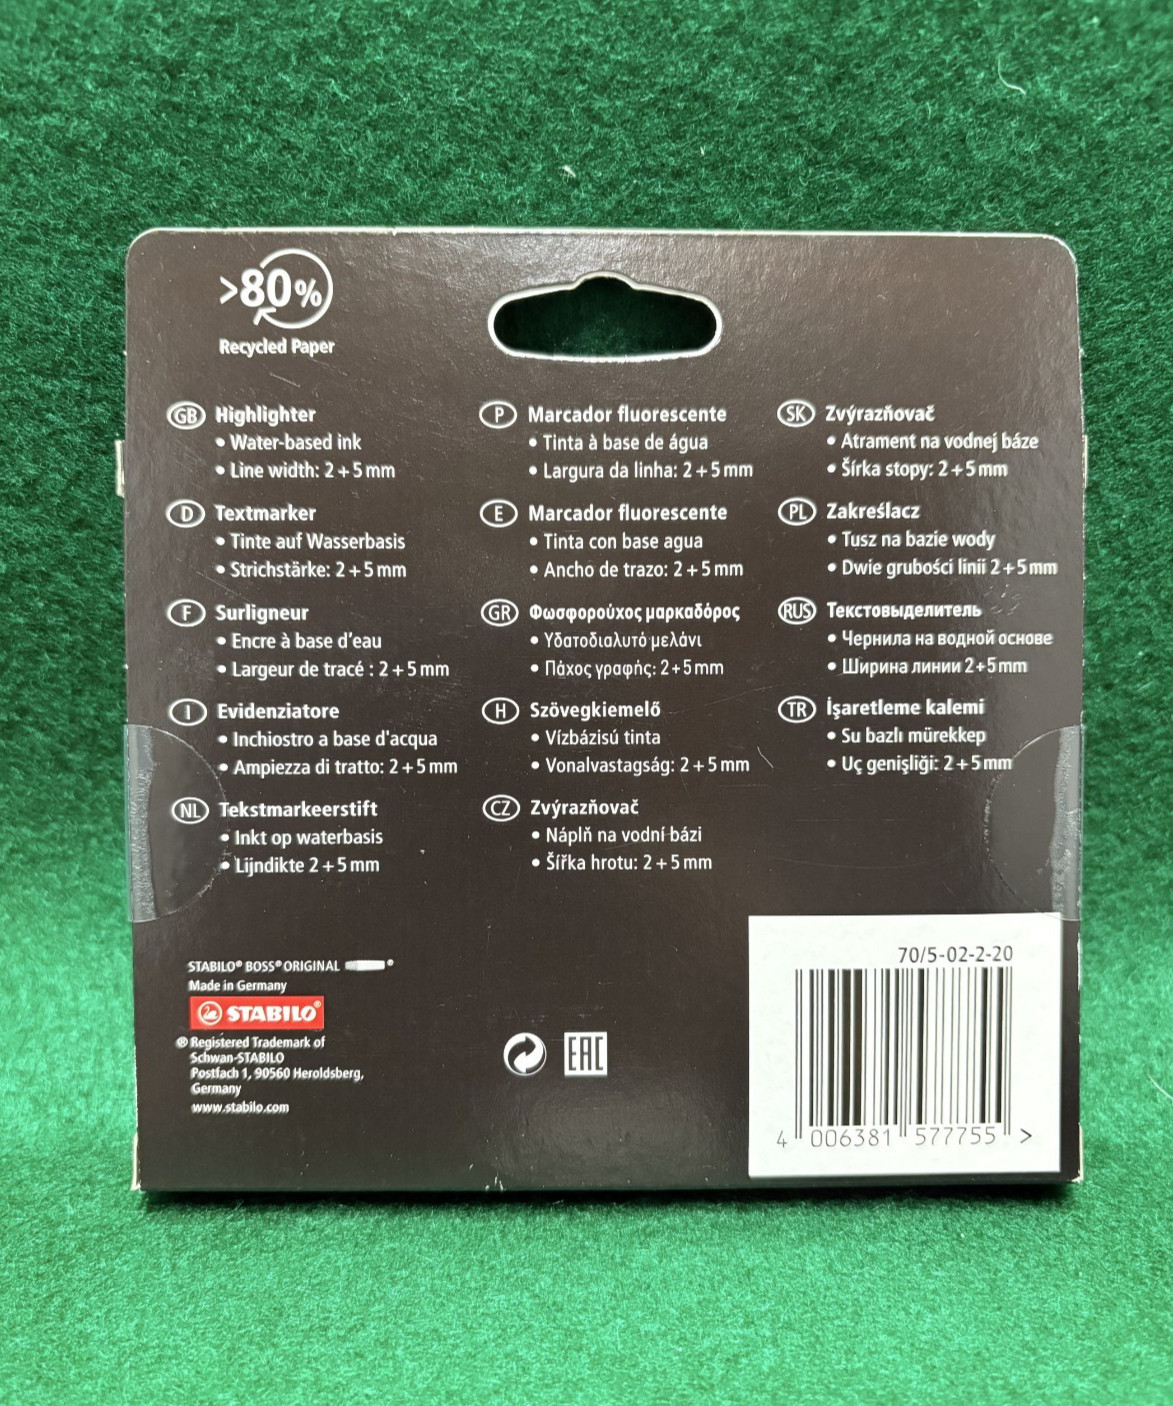 >80%
Recycled Paper
GB Highlighter
• Water-based ink
• Line width: 2 + 5 mm
D Textmarker
• Tinte auf Wasserbasis
• Strichstärke: 2 + 5 mm
F Surligneur
• Encre à base d'eau
• Largeur de tracé : 2 + 5 mm
I Evidenziatore
• Inchiostro a base d'acqua
• Ampiezza di tratto: 2 + 5 mm
NL Tekstmarkeerstift
• Inkt op waterbasis
• Lijndikte 2 + 5 mm
P Marcador fluorescente
• Tinta à base de água
• Largura da linha: 2 + 5 mm
E Marcador fluorescente
• Tinta con base agua
• Ancho de trazo: 2 + 5 mm
GR Φωσφορούχος μαρκαδόρος
• Υδατοδιαλυτό μελάνι
• Πάχος γραφής: 2 + 5 mm
H Szövegkiemelő
• Vízbázisú tinta
• Vonalvastagság: 2 + 5 mm
CZ Zvýrazňovač
• Náplň na vodní bázi
• Šířka hrotu: 2 + 5 mm
SK Zvýrazňovač
• Atrament na vodnej báze
• Šírka stopy: 2 + 5 mm
PL Zakreślacz
• Tusz na bazie wody
• Dwie grubości linii 2 + 5 mm
RUS Текстовыделитель
• Чернила на водной основе
• Ширина линии 2 + 5 mm
TR İşaretleme kalemi
• Su bazlı mürekkep
• Uç genişliği: 2 + 5 mm
STABILO® BOSS® ORIGINAL ®
Made in Germany
STABILO®
® Registered Trademark of
Schwan-STABILO
Postfach 1, 90560 Heroldsberg,
Germany
www.stabilo.com
EAC
70/5-02-2-20
4 006381 577755 >